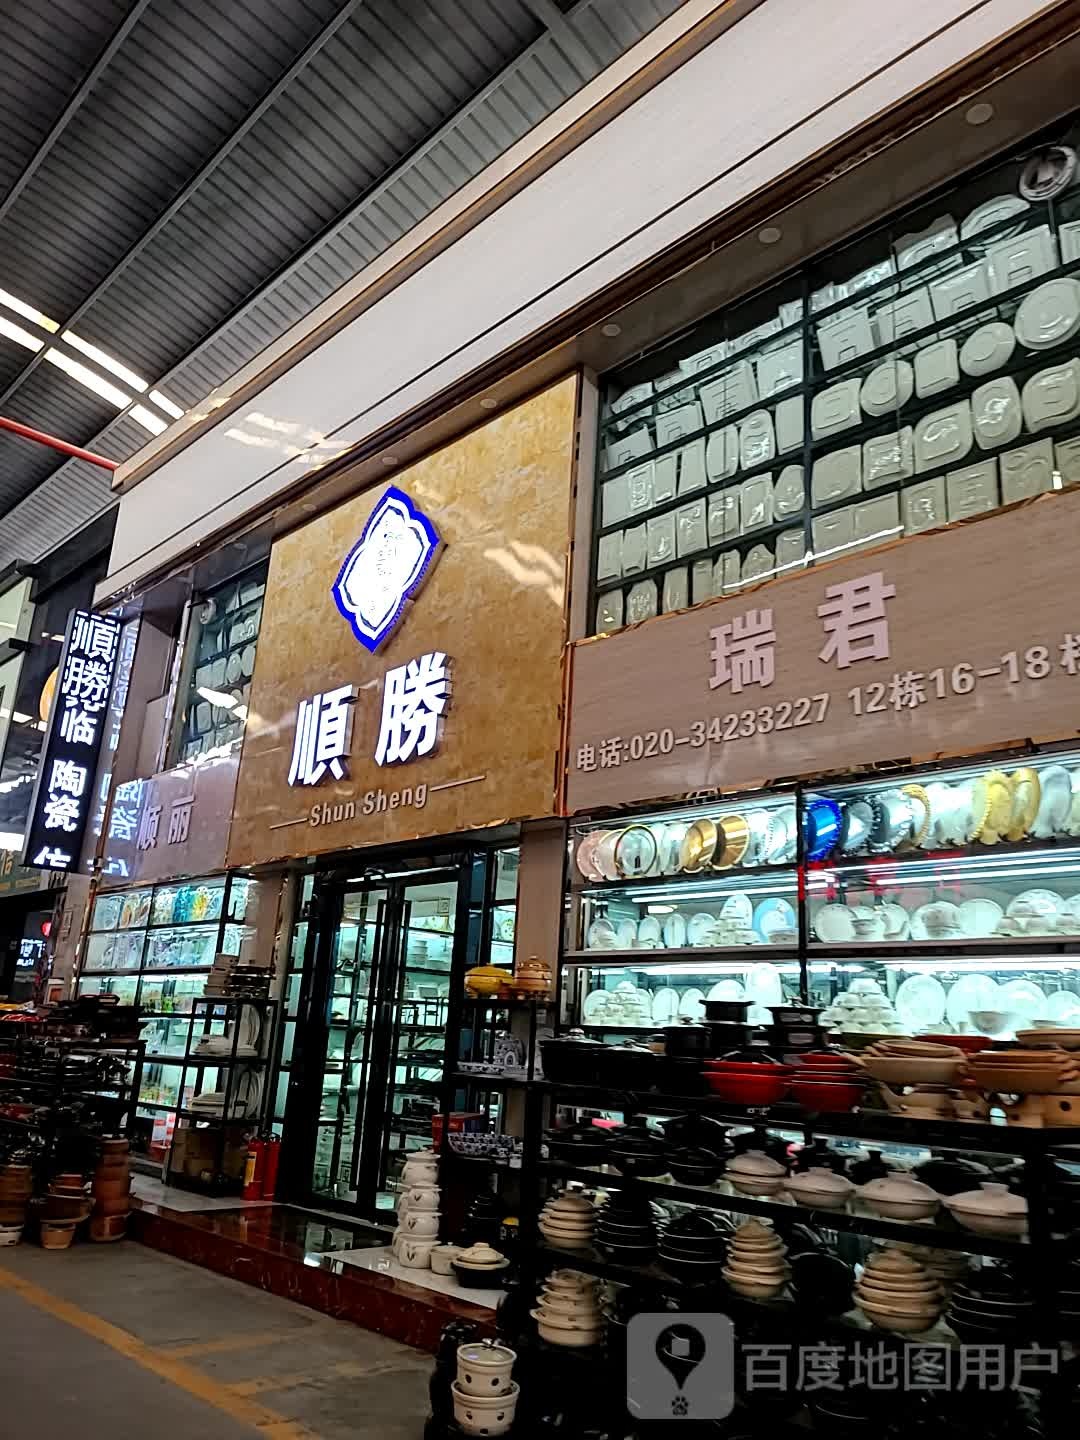 順勝
Shun Sheng
瑞君
电话:020-34233227 12栋16-18
順勝
临
陶瓷
顺丽
百度地图用户